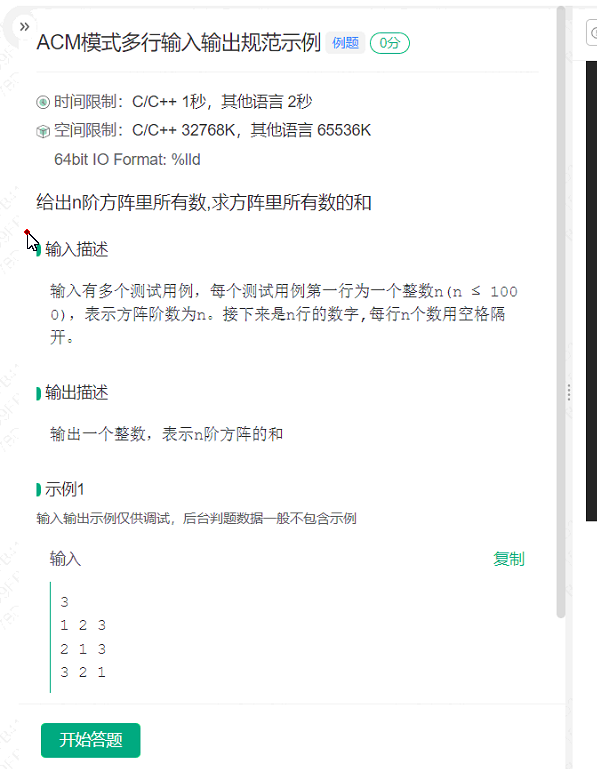 ACM模式多行输入输出规范示例 例题 0分
时间限制：C/C++ 1秒，其他语言 2秒
空间限制：C/C++ 32768K，其他语言 65536K
64bit IO Format: %lld
给出n阶方阵里所有数,求方阵里所有数的和
输入描述
输入有多个测试用例，每个测试用例第一行为一个整数n(n ≤ 100
0)，表示方阵阶数为n。接下来是n行的数字,每行n个数用空格隔
开。
输出描述
输出一个整数，表示n阶方阵的和
示例1
输入输出示例仅供调试，后台判题数据一般不包含示例
输入 复制
3
1 2 3
2 1 3
3 2 1
开始答题